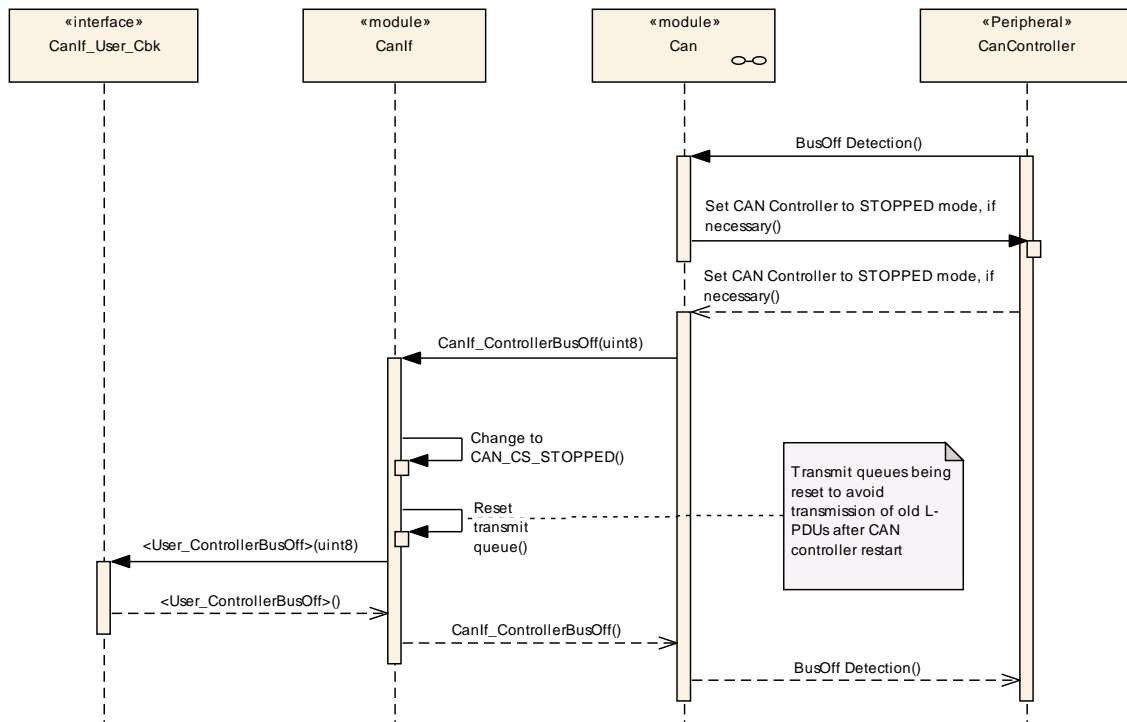 «interface»
CanIf_User_Cbk
«module»
CanIf
«module»
Can
«Peripheral»
CanController
BusOff Detection()
Set CAN Controller to STOPPED mode, if
necessary()
Set CAN Controller to STOPPED mode, if
necessary()
CanIf_ControllerBusOff(uint8)
Change to
CAN_CS_STOPPED()
Transmit queues being
reset to avoid
transmission of old L-
PDUs after CAN
controller restart
Reset
transmit
queue()
<User_ControllerBusOff>(uint8)
<User_ControllerBusOff>()
CanIf_ControllerBusOff()
BusOff Detection()